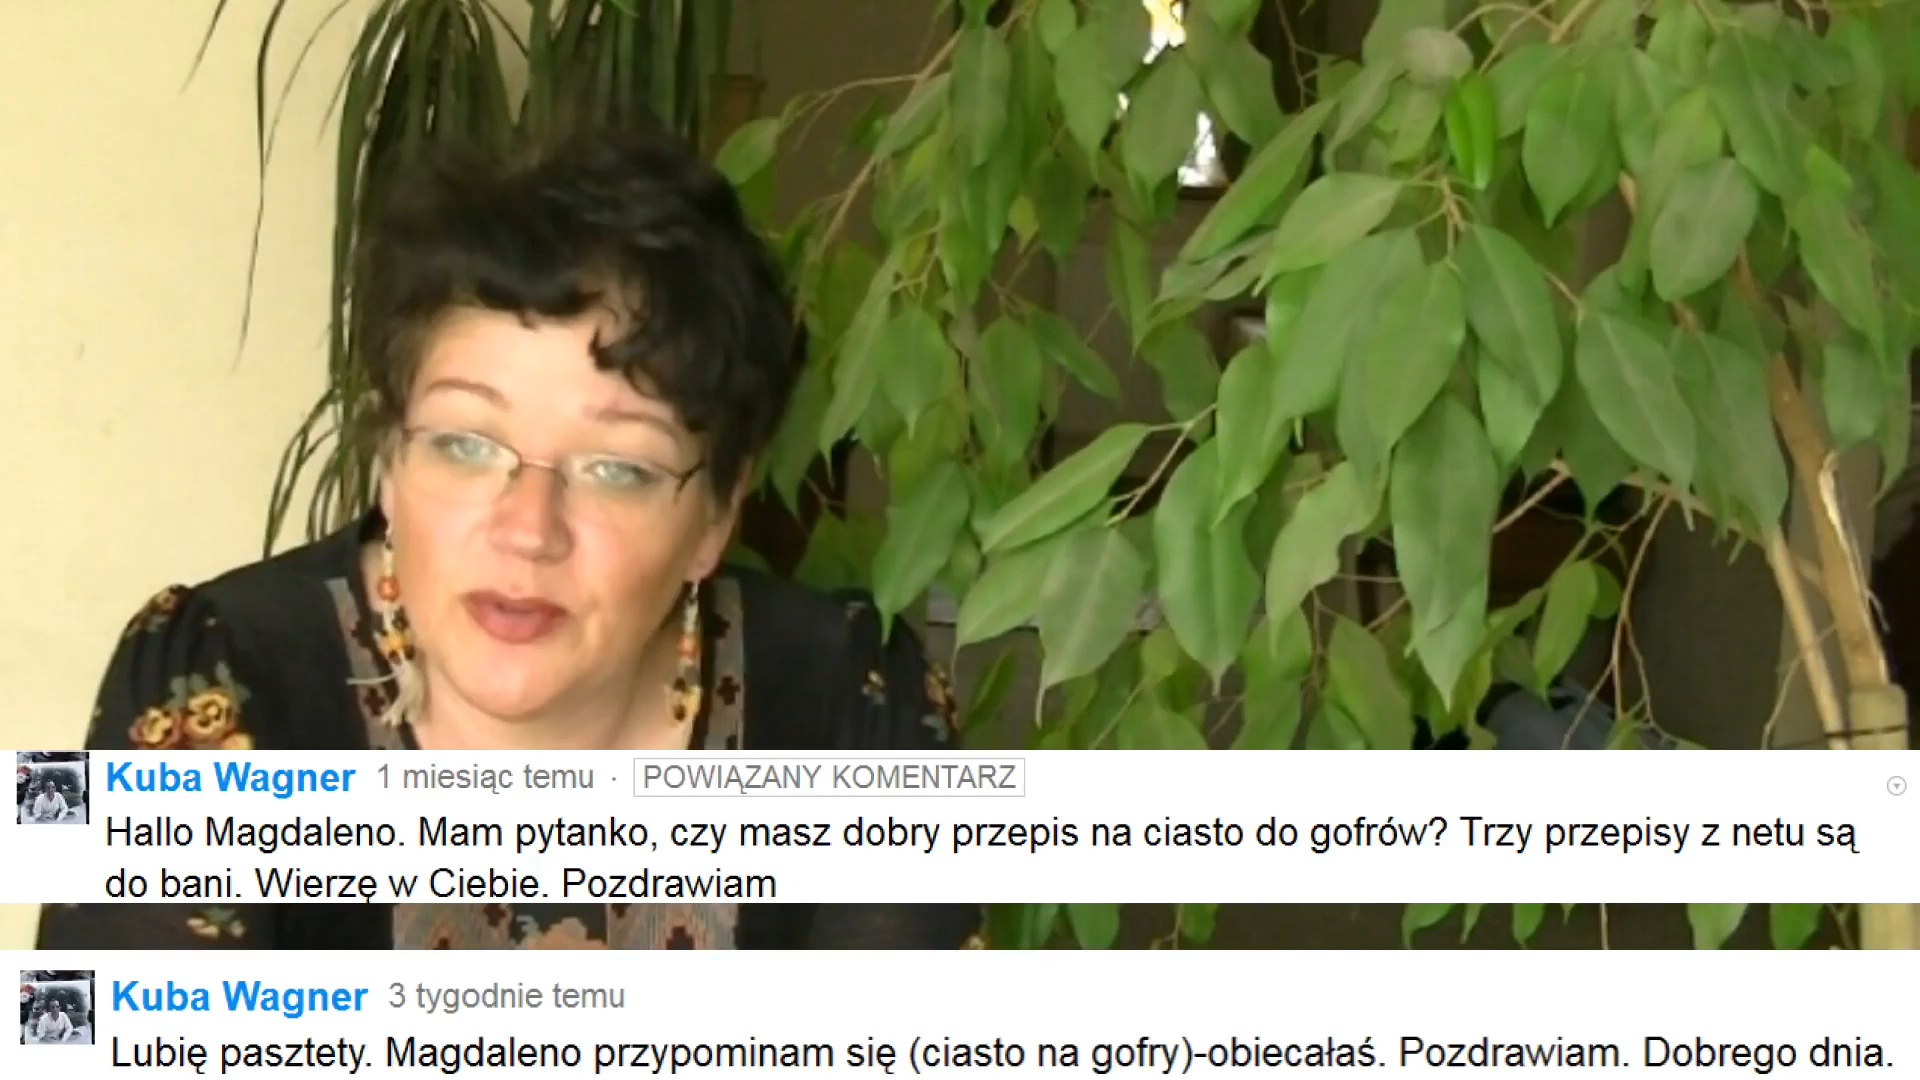 Kuba Wagner 1 miesiąc temu · POWIĄZANY KOMENTARZ
Hallo Magdaleno. Mam pytanko, czy masz dobry przepis na ciasto do gofrów? Trzy przepisy z netu są
do bani. Wierzę w Ciebie. Pozdrawiam
Kuba Wagner 3 tygodnie temu
Lubię pasztety. Magdaleno przypominam się (ciasto na gofry)-obiecałaś. Pozdrawiam. Dobrego dnia.